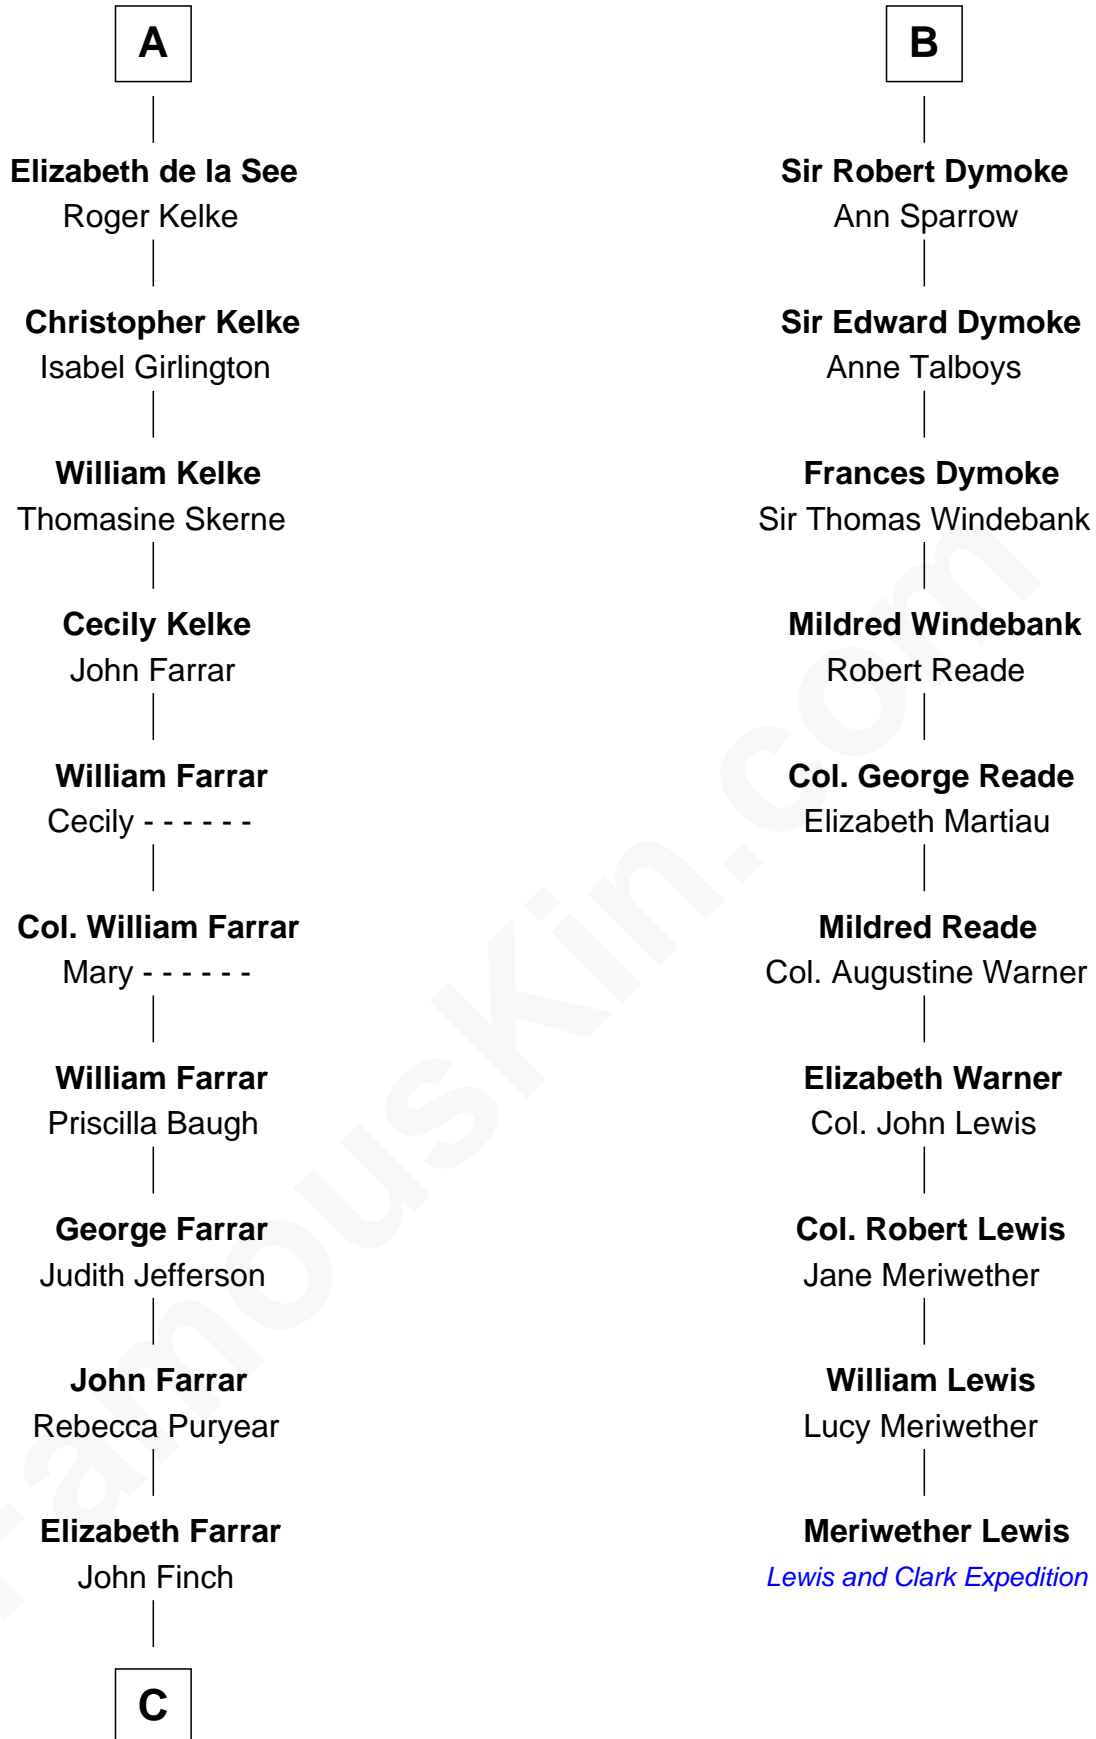 A
Elizabeth de la See
Roger Kelke
Christopher Kelke
Isabel Girlington
William Kelke
Thomasine Skerne
Cecily Kelke
John Farrar
William Farrar
Cecily - - - - - -
Col. William Farrar
Mary - - - - - -
William Farrar
Priscilla Baugh
George Farrar
Judith Jefferson
John Farrar
Rebecca Puryear
Elizabeth Farrar
John Finch
C
B
Sir Robert Dymoke
Ann Sparrow
Sir Edward Dymoke
Anne Talboys
Frances Dymoke
Sir Thomas Windebank
Mildred Windebank
Robert Reade
Col. George Reade
Elizabeth Martiau
Mildred Reade
Col. Augustine Warner
Elizabeth Warner
Col. John Lewis
Col. Robert Lewis
Jane Meriwether
William Lewis
Lucy Meriwether
Meriwether Lewis
Lewis and Clark Expedition
FamousKin.com